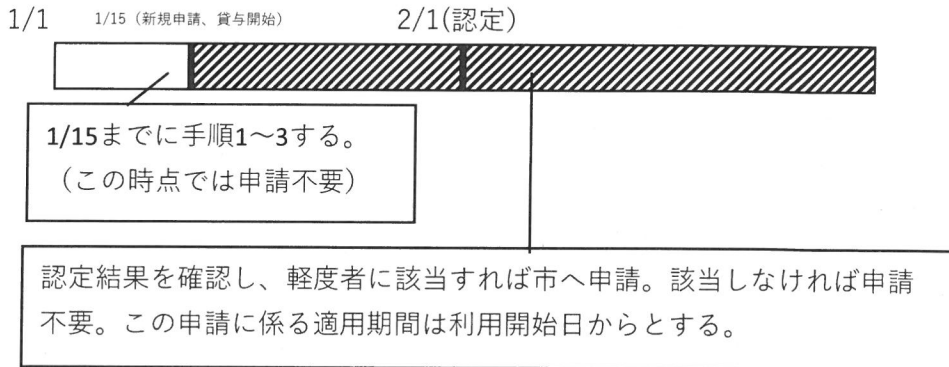 1/1 1/15（新規申請、貸与開始） 2/1(認定)
1/15までに手順1～3する。
（この時点では申請不要）
認定結果を確認し、軽度者に該当すれば市へ申請。該当しなければ申請
不要。この申請に係る適用期間は利用開始日からとする。